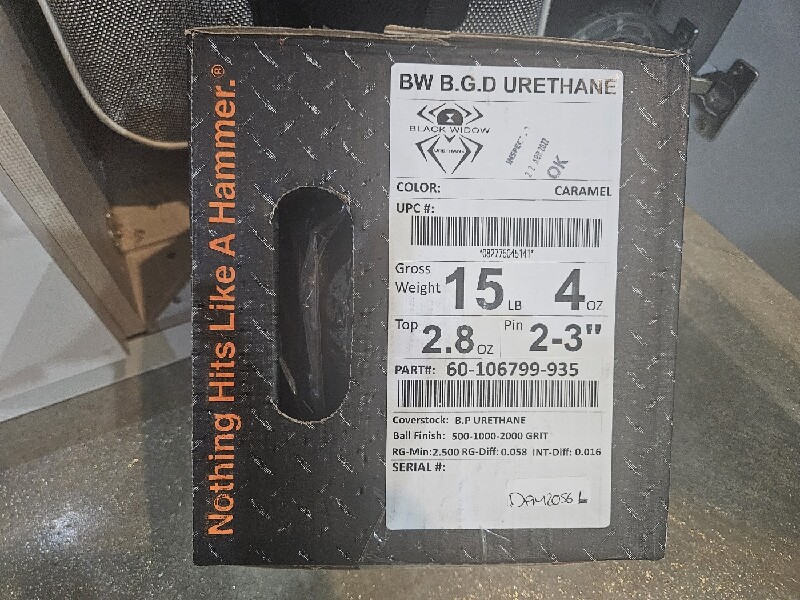 Nothing Hits Like A Hammer.®
BW B.G.D URETHANE
BLACK WIDOW
URETHANE
OK
COLOR: CARAMEL
UPC #:
Gross Weight 15 LB 4 OZ
Top 2.8 OZ Pin 2-3"
PART#: 60-106799-935
Coverstock: B.P URETHANE
Ball Finish: 500-1000-2000 GRIT
RG-Min:2.500 RG-Diff: 0.058 INT-Diff: 0.016
SERIAL #: